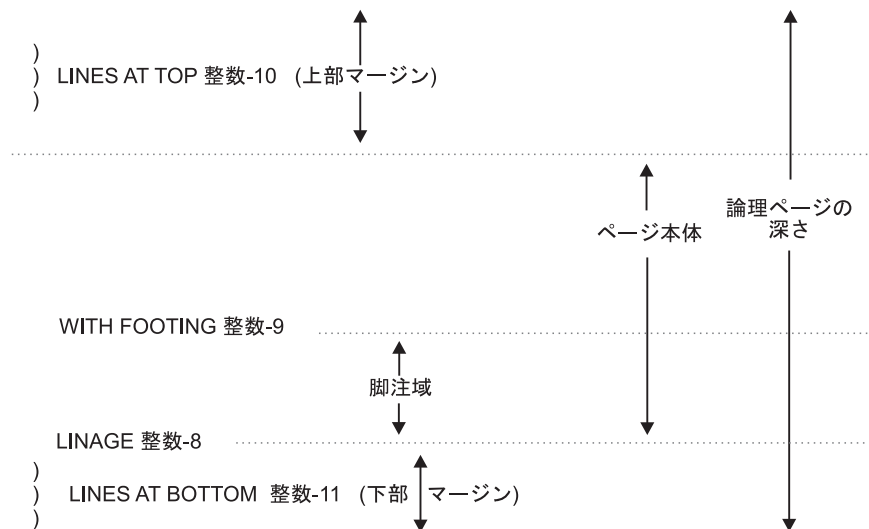 )
) LINES AT TOP 整数-10 (上部マージン)
)
論理ページの
深さ
ページ本体
WITH FOOTING 整数-9
脚注域
LINAGE 整数-8
)
) LINES AT BOTTOM 整数-11 (下部 マージン)
)